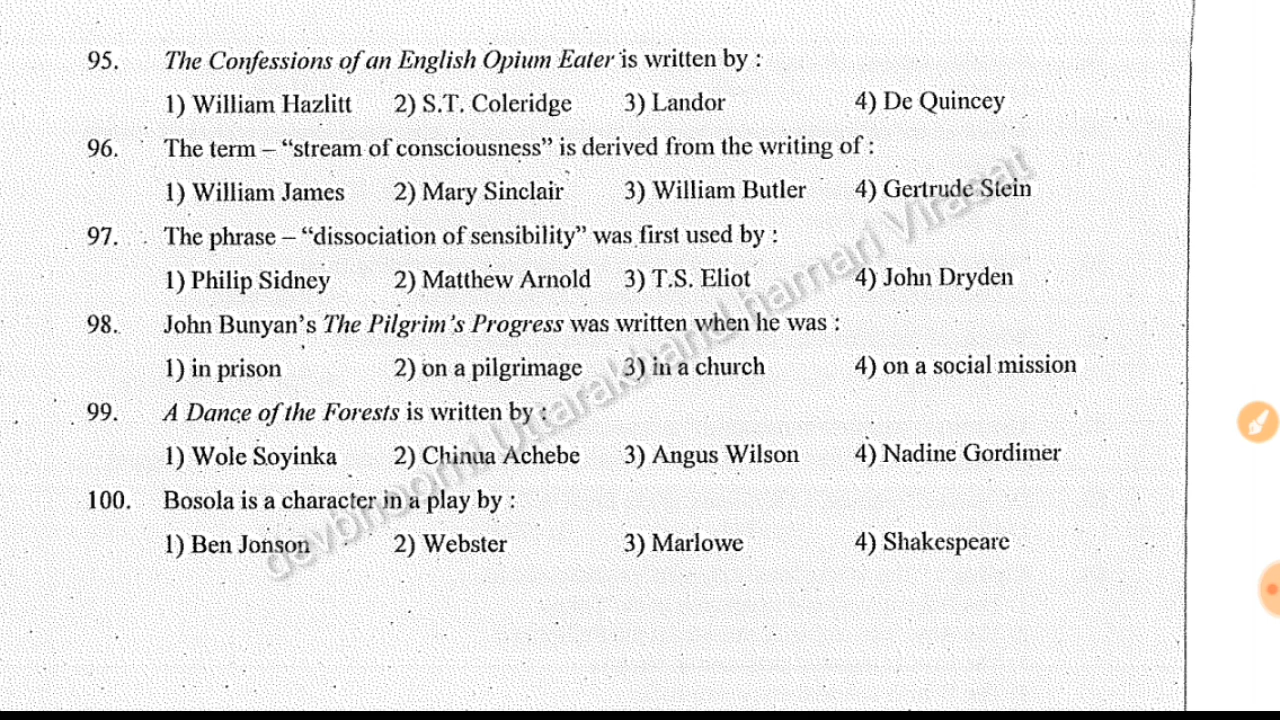 95. The Confessions of an English Opium Eater is written by :
1) William Hazlitt 2) S.T. Coleridge 3) Landor 4) De Quincey
96. The term – “stream of consciousness” is derived from the writing of :
1) William James 2) Mary Sinclair 3) William Butler 4) Gertrude Stein
97. The phrase – “dissociation of sensibility” was first used by :
1) Philip Sidney 2) Matthew Arnold 3) T.S. Eliot 4) John Dryden
98. John Bunyan’s The Pilgrim’s Progress was written when he was :
1) in prison 2) on a pilgrimage 3) in a church 4) on a social mission
99. A Dance of the Forests is written by :
1) Wole Soyinka 2) Chinua Achebe 3) Angus Wilson 4) Nadine Gordimer
100. Bosola is a character in a play by :
1) Ben Jonson 2) Webster 3) Marlowe 4) Shakespeare
devbhoomi Uttarakhand hamari Virasat